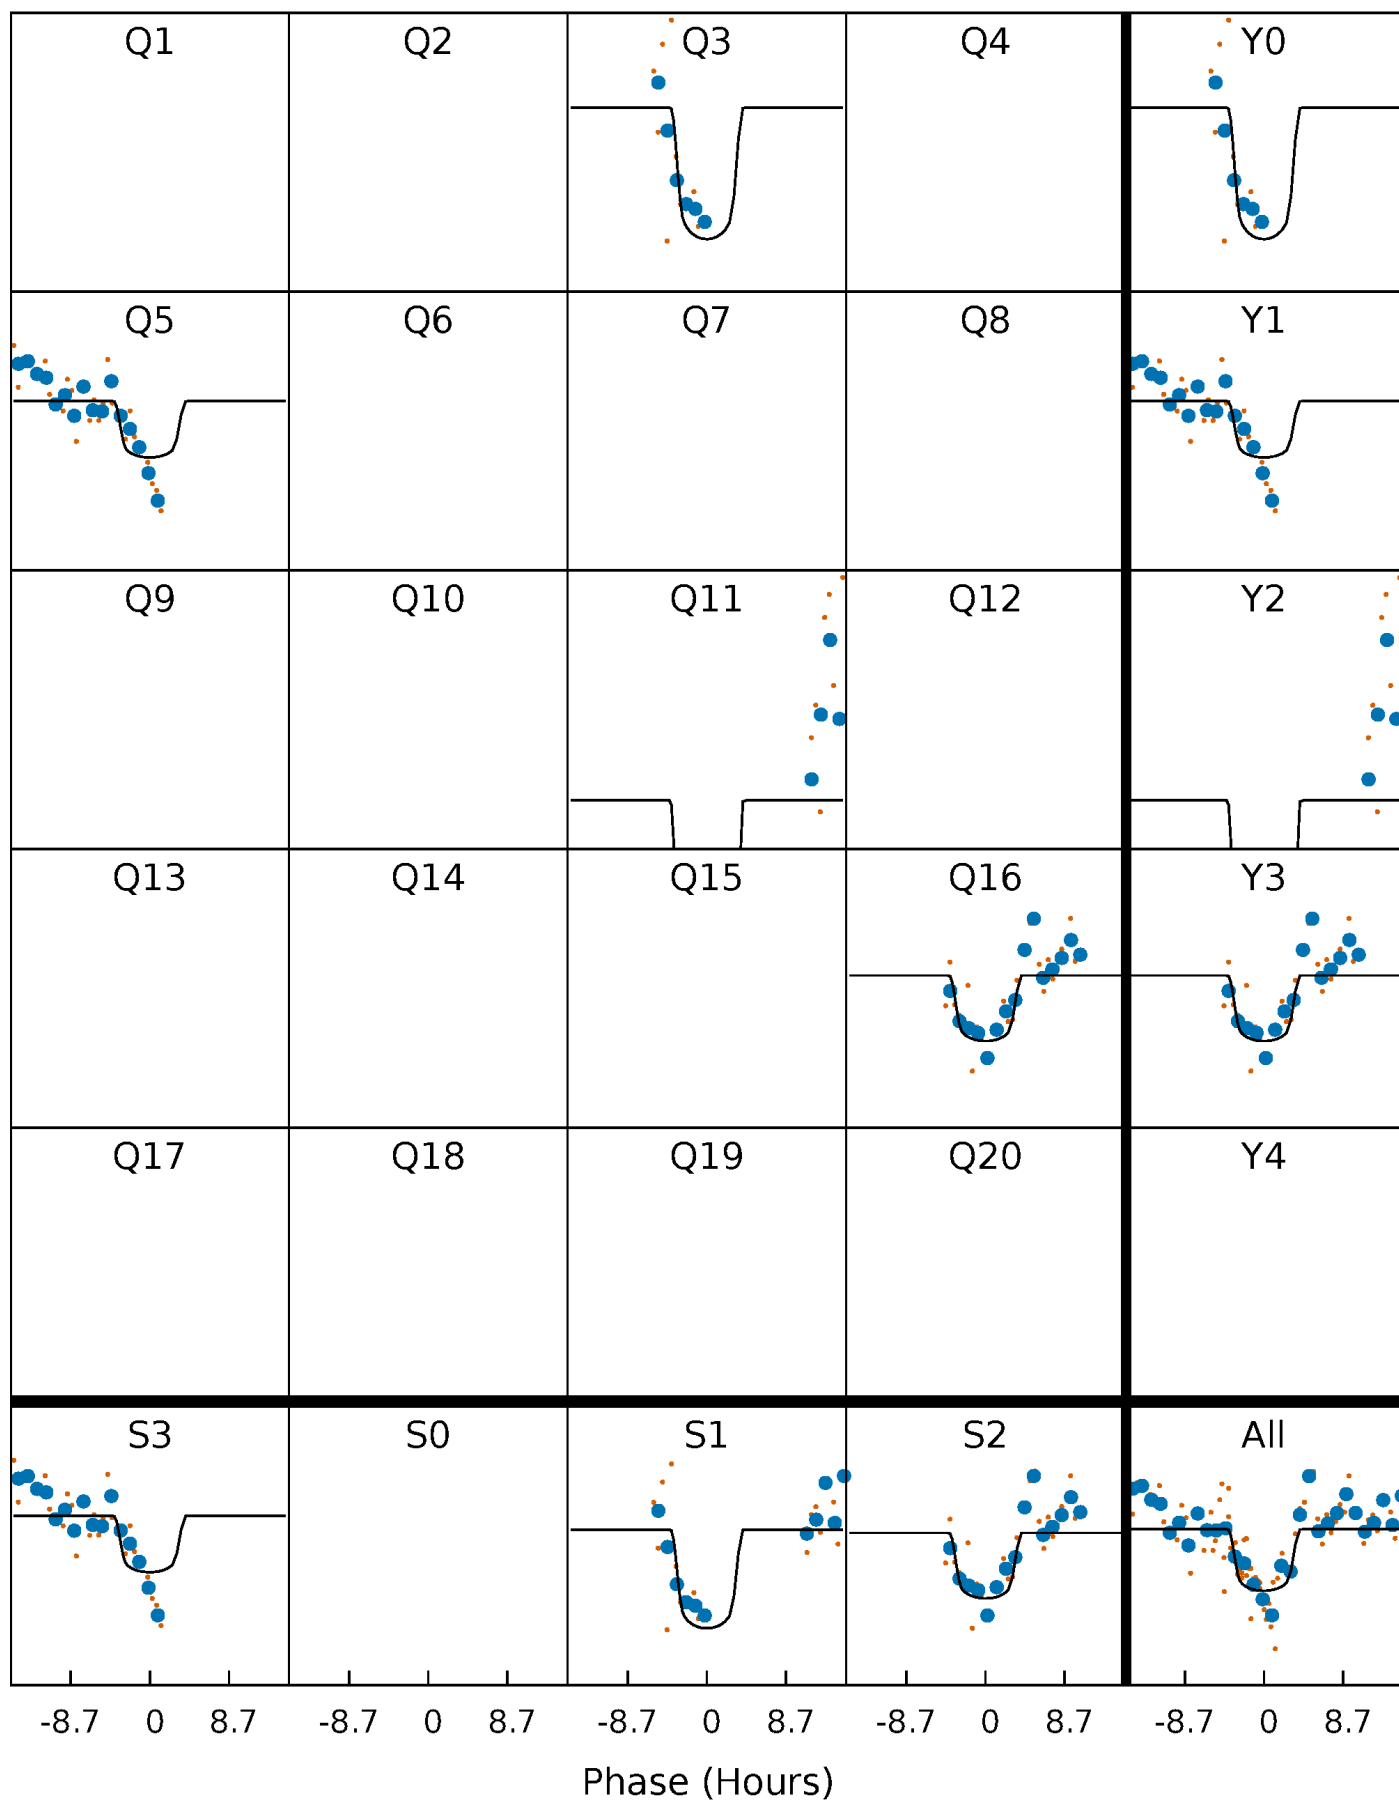 Q1 Q2 Q3 Q4 Y0
Q5 Q6 Q7 Q8 Y1
Q9 Q10 Q11 Q12 Y2
Q13 Q14 Q15 Q16 Y3
Q17 Q18 Q19 Q20 Y4
S3 S0 S1 S2 All
-8.7 0 8.7 -8.7 0 8.7 -8.7 0 8.7 -8.7 0 8.7 -8.7 0 8.7
Phase (Hours)